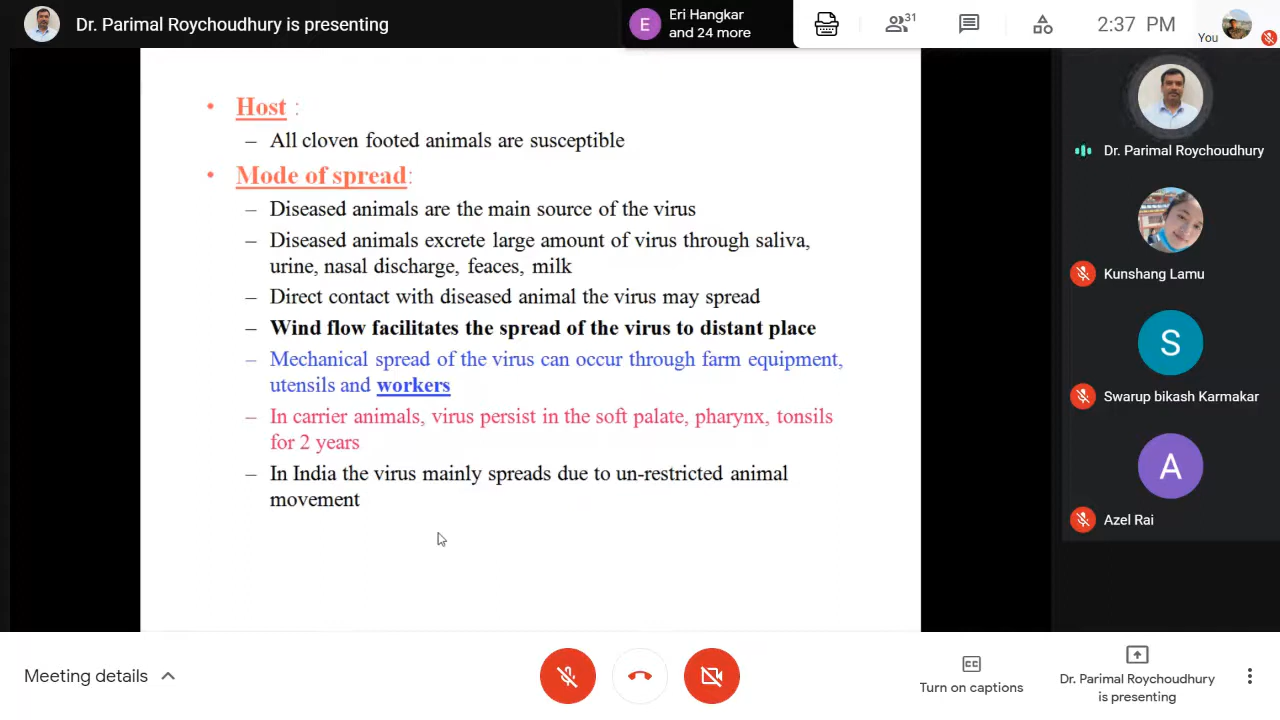 Dr. Parimal Roychoudhury is presenting
E
Eri Hangkar
and 24 more
31
2:37 PM
You
• Host :
– All cloven footed animals are susceptible
• Mode of spread:
– Diseased animals are the main source of the virus
– Diseased animals excrete large amount of virus through saliva,
urine, nasal discharge, feaces, milk
– Direct contact with diseased animal the virus may spread
– Wind flow facilitates the spread of the virus to distant place
– Mechanical spread of the virus can occur through farm equipment,
utensils and workers
– In carrier animals, virus persist in the soft palate, pharynx, tonsils
for 2 years
– In India the virus mainly spreads due to un-restricted animal
movement
Dr. Parimal Roychoudhury
Kunshang Lamu
S
Swarup bikash Karmakar
A
Azel Rai
Meeting details
CC
Turn on captions
Dr. Parimal Roychoudhury
is presenting